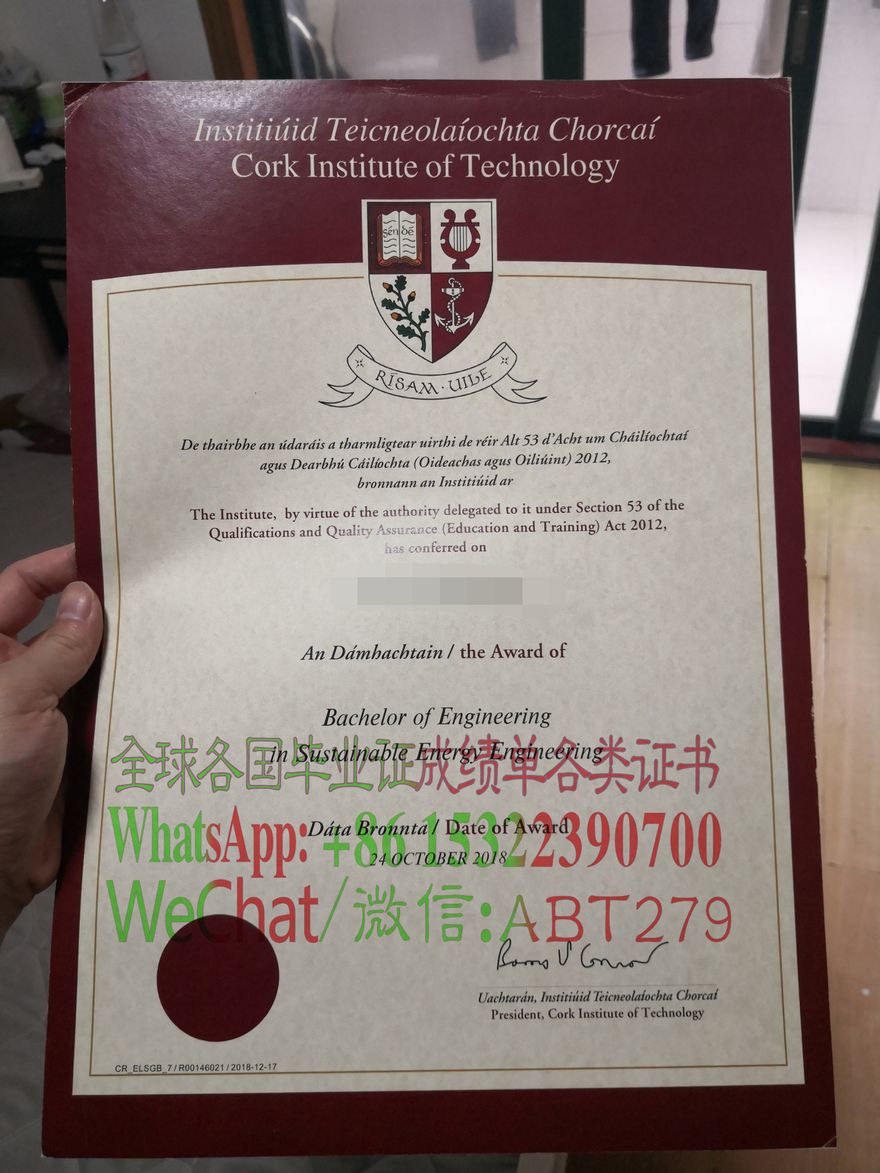 Institiúid Teicneolaíochta Chorcaí
Cork Institute of Technology
RÍSAM · UILE
De thairbhe an údaráis a tharmligtear uirthi de réir Alt 53 d'Acht um Cháilíochtaí
agus Dearbhú Cáilíochta (Oideachas agus Oiliúint) 2012,
bronnann an Institiúid ar
The Institute, by virtue of the authority delegated to it under Section 53 of the
Qualifications and Quality Assurance (Education and Training) Act 2012,
has conferred on
An Dámhachtain / the Award of
Bachelor of Engineering
in Sustainable Energy Engineering
全球各国毕业证成绩单各类证书
Dáta Bronnta / Date of Award
WhatsApp: +86 15322390700
24 OCTOBER 2018
WeChat/微信:ABT279
Uachtarán, Institiúid Teicneolaíochta Chorcaí
President, Cork Institute of Technology
CR_ELSGB_7 / R00146021 / 2018-12-17